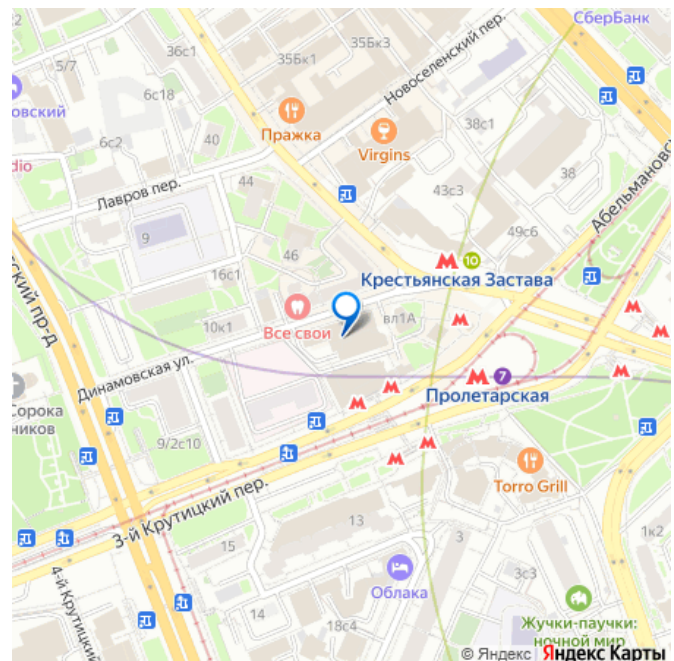 СберБанк
36с1
35Бк3
5/7
35Бк1
Новоселенский пер.
6с18
овский
Пражка
38с1
6с2
40
Virgins
dio
38
Лавров пер.
44
43с3
Абельмановск
9
49с6
46
10
16с1
Крестьянская Застава
Все свои
вл1А
10к1
ский пр-д
Динамовская ул.
7
Пролетарская
Сорока
ников
9/2с10
Torro Grill
3-й Крутицкий пер.
13
1к2
15
3
3с3
Облака
4-й Крутицкий
14
18с4
Жучки-паучки:
ночной мир
© Яндекс Яндекс Карты